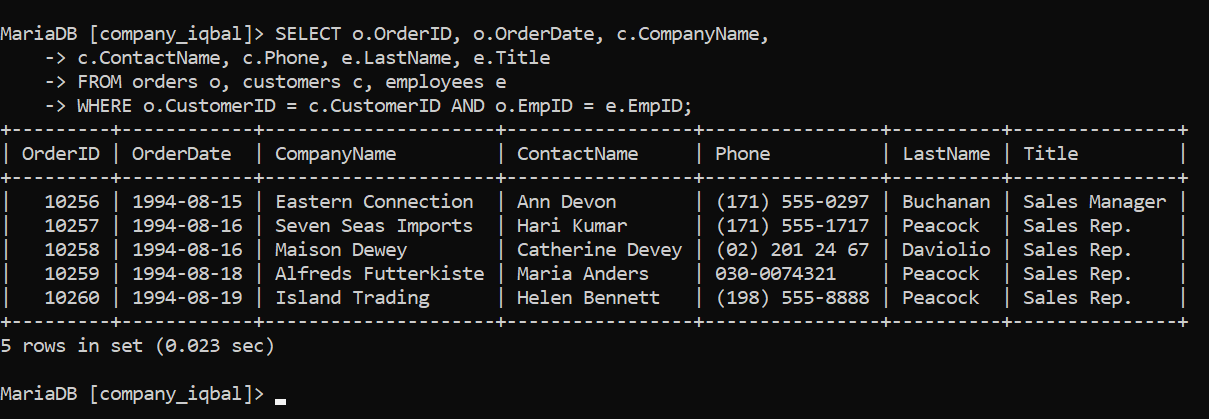 MariaDB [company_iqbal]> SELECT o.OrderID, o.OrderDate, c.CompanyName,
    -> c.ContactName, c.Phone, e.LastName, e.Title
    -> FROM orders o, customers c, employees e
    -> WHERE o.CustomerID = c.CustomerID AND o.EmpID = e.EmpID;
+---------+------------+---------------------+-----------------+----------------+----------+---------------+
| OrderID | OrderDate  | CompanyName         | ContactName     | Phone          | LastName | Title         |
+---------+------------+---------------------+-----------------+----------------+----------+---------------+
|   10256 | 1994-08-15 | Eastern Connection  | Ann Devon       | (171) 555-0297 | Buchanan | Sales Manager |
|   10257 | 1994-08-16 | Seven Seas Imports  | Hari Kumar      | (171) 555-1717 | Peacock  | Sales Rep.    |
|   10258 | 1994-08-16 | Maison Dewey        | Catherine Devey | (02) 201 24 67 | Daviolio | Sales Rep.    |
|   10259 | 1994-08-18 | Alfreds Futterkiste | Maria Anders    | 030-0074321    | Peacock  | Sales Rep.    |
|   10260 | 1994-08-19 | Island Trading      | Helen Bennett   | (198) 555-8888 | Peacock  | Sales Rep.    |
+---------+------------+---------------------+-----------------+----------------+----------+---------------+
5 rows in set (0.023 sec)
MariaDB [company_iqbal]> _